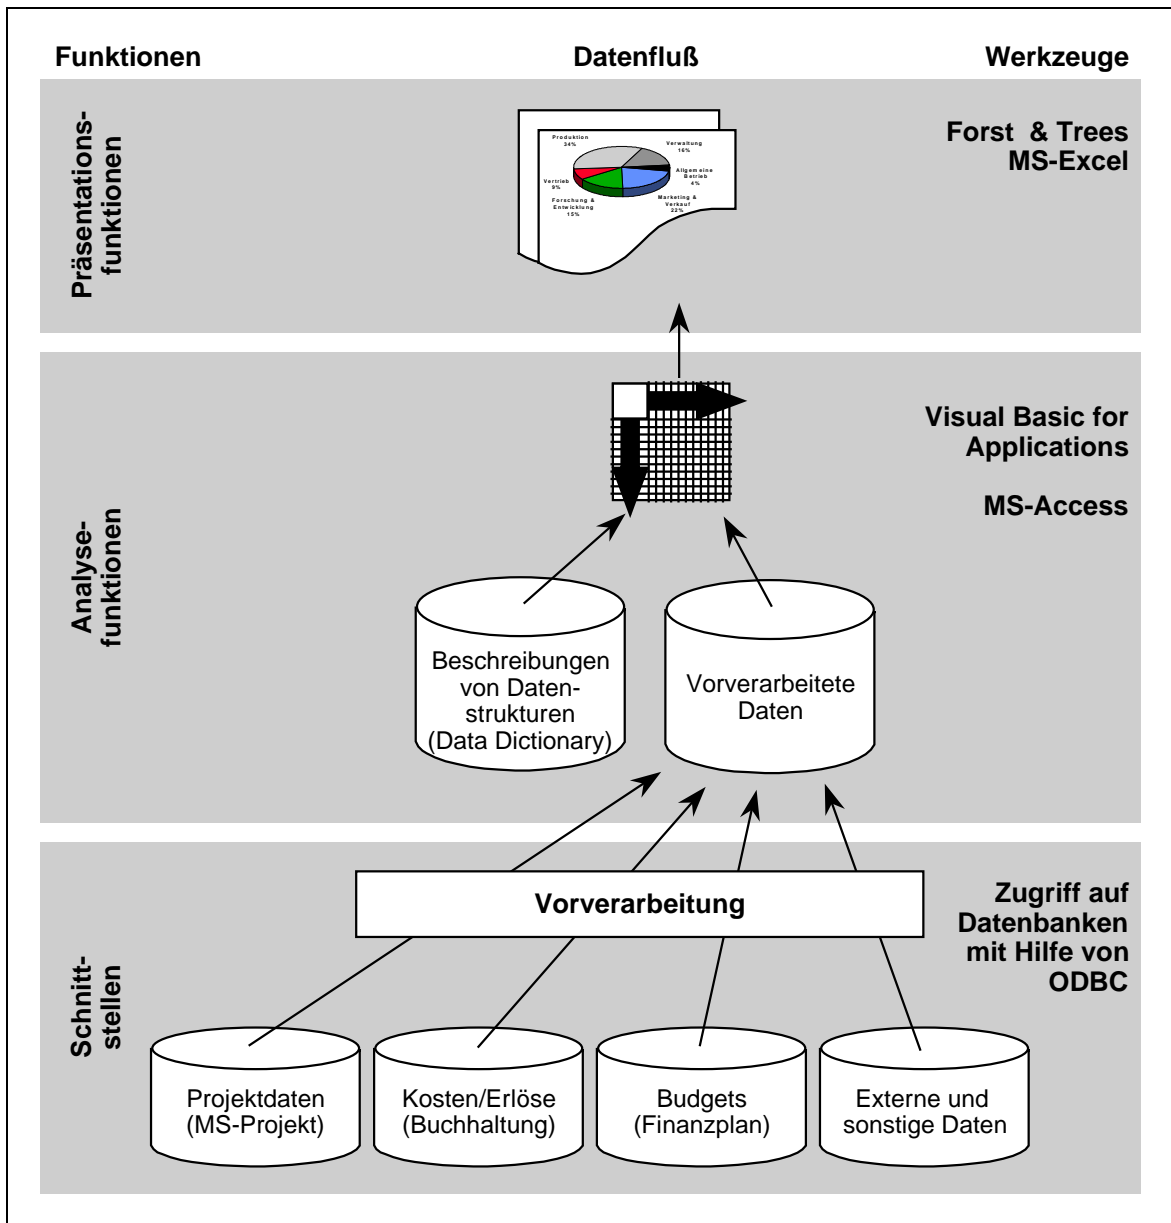 Funktionen
Datenfluß
Werkzeuge
Präsentations-
funktionen
Produktion
34%
Verwaltung
16%
Allgemeine
Betrieb
4%
Vertrieb
9%
Forschung &
Entwicklung
15%
Marketing &
Verkauf
22%
Forst & Trees
MS-Excel
Analyse-
funktionen
Visual Basic for
Applications
MS-Access
Beschreibungen
von Daten-
strukturen
(Data Dictionary)
Vorverarbeitete
Daten
Schnitt-
stellen
Vorverarbeitung
Zugriff auf
Datenbanken
mit Hilfe von
ODBC
Projektdaten
(MS-Projekt)
Kosten/Erlöse
(Buchhaltung)
Budgets
(Finanzplan)
Externe und
sonstige Daten